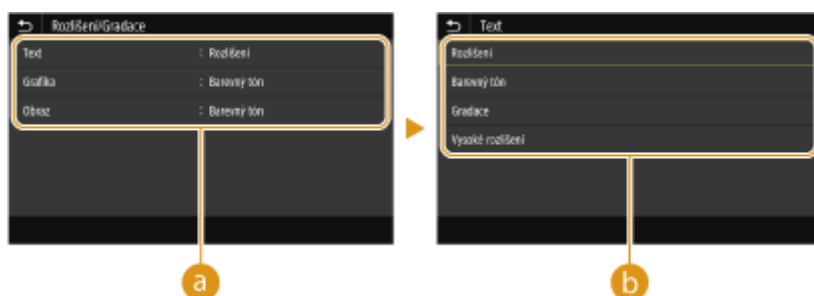 Rozlišení/Gradace
Text : Rozlišení
Grafika : Barevný tón
Obraz : Barevný tón
a
Text
Rozlišení
Barevný tón
Gradace
Vysoké rozlišení
b